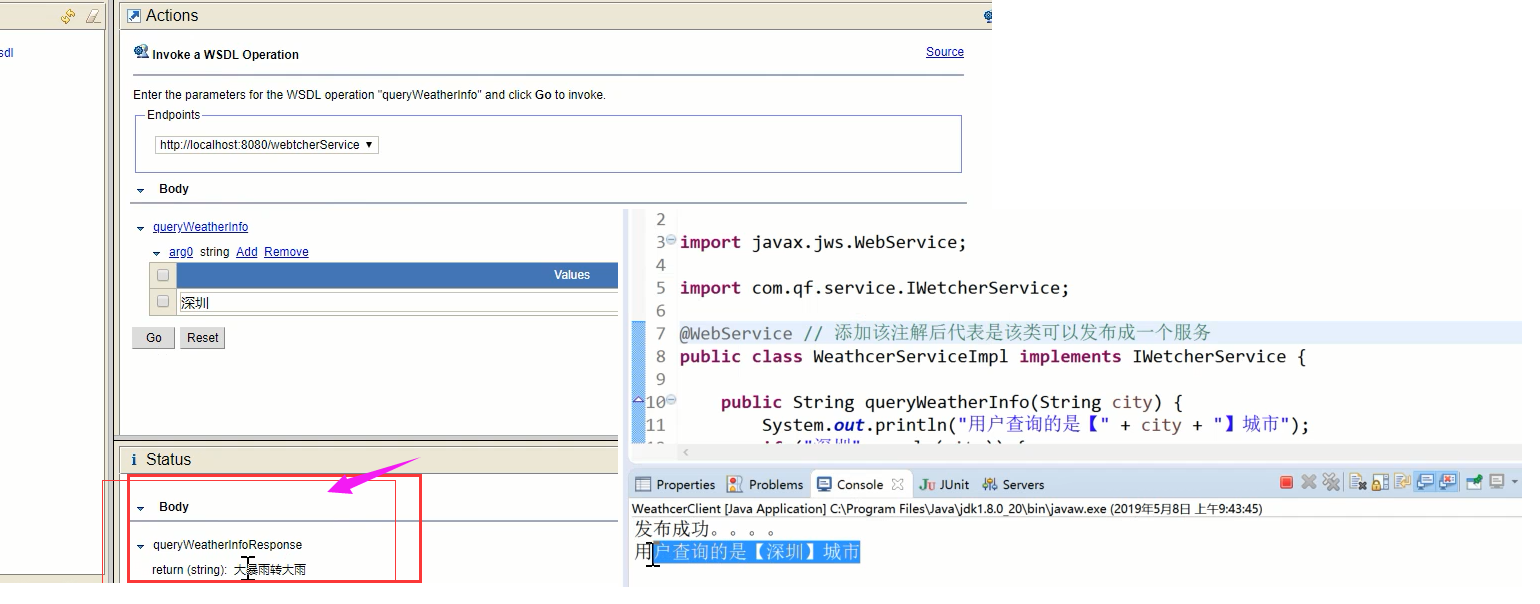 Actions
sdl
Invoke a WSDL Operation
Source
Enter the parameters for the WSDL operation "queryWeatherInfo" and click Go to invoke.
Endpoints
http://localhost:8080/webtcherService
Body
queryWeatherInfo
arg0 string Add Remove
Values
深圳
Go Reset
Status
Body
queryWeatherInfoResponse
return (string): 大暴雨转大雨
2
3 import javax.jws.WebService;
4
5 import com.qf.service.IWetcherService;
6
7 @WebService // 添加该注解后代表是该类可以发布成一个服务
8 public class WeathcerServiceImpl implements IWetcherService {
9
10 public String queryWeatherInfo(String city) {
11 System.out.println("用户查询的是【" + city + "】城市");
Properties Problems Console JUnit Servers
WeathcerClient [Java Application] C:\Program Files\Java\jdk1.8.0_20\bin\javaw.exe (2019年5月8日 上午9:43:45)
发布成功。。。。
用户查询的是【深圳】城市